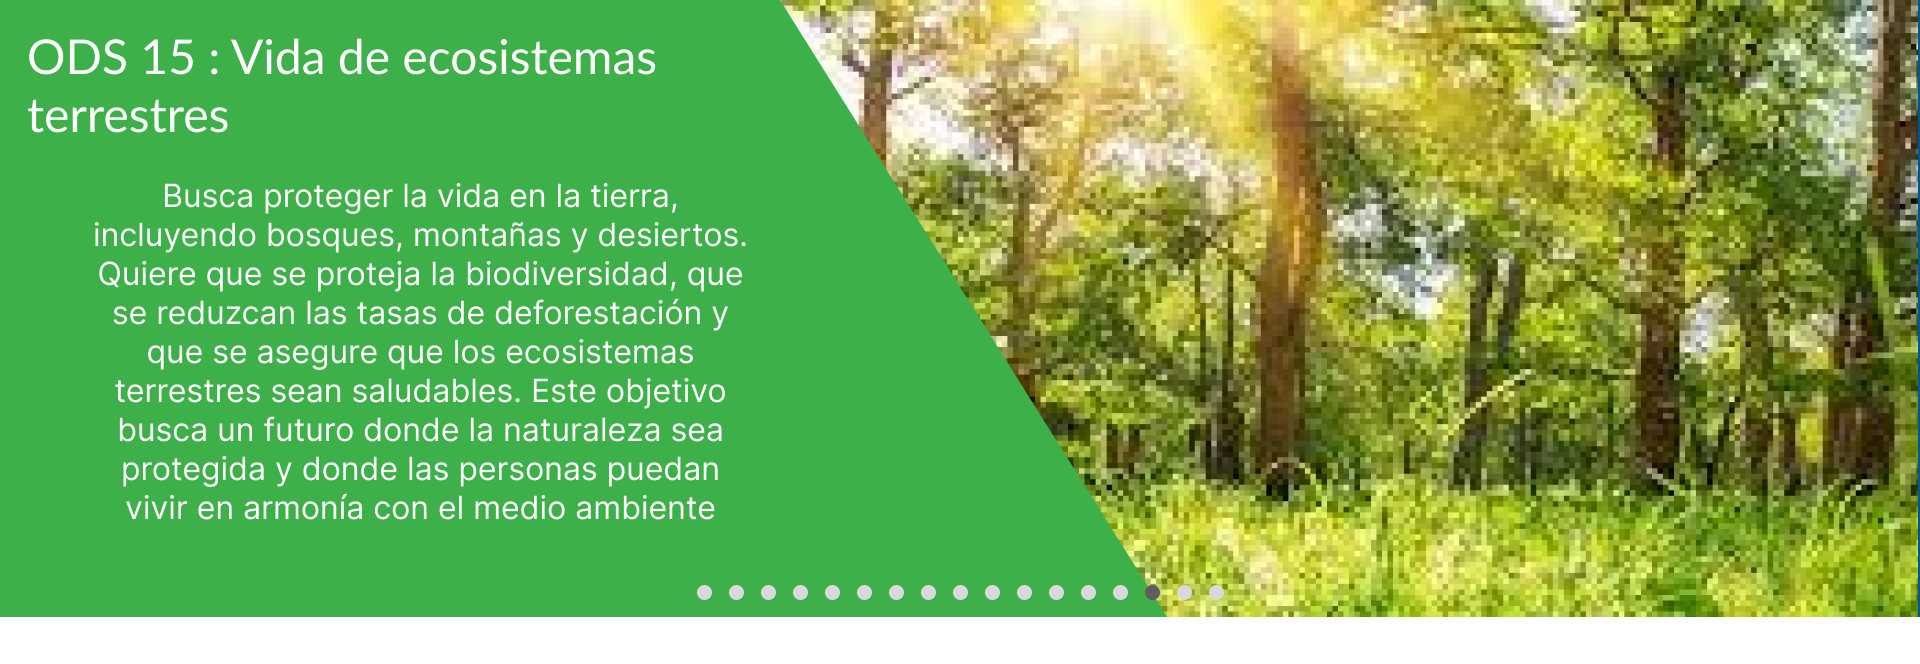 ODS 15 : Vida de ecosistemas
terrestres
Busca proteger la vida en la tierra,
incluyendo bosques, montañas y desiertos.
Quiere que se proteja la biodiversidad, que
se reduzcan las tasas de deforestación y
que se asegure que los ecosistemas
terrestres sean saludables. Este objetivo
busca un futuro donde la naturaleza sea
protegida y donde las personas puedan
vivir en armonía con el medio ambiente